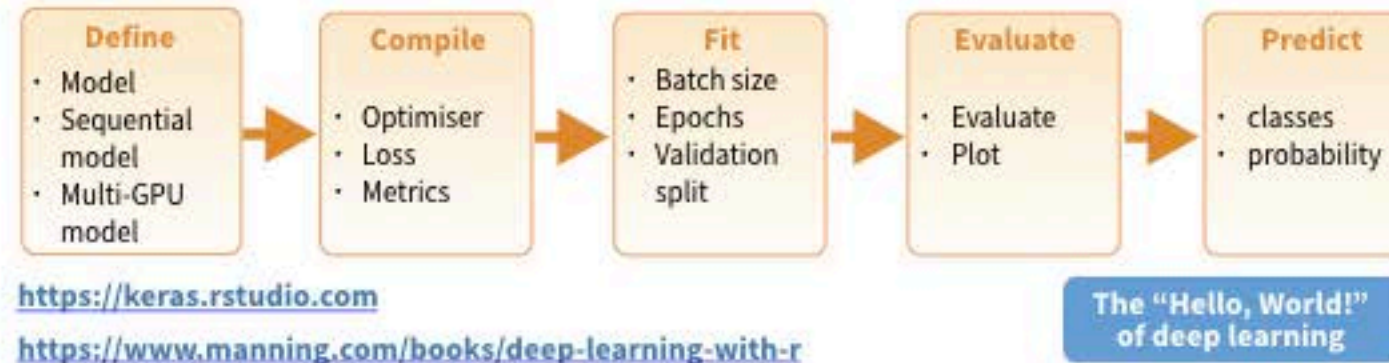 Define
· Model
· Sequential
model
· Multi-GPU
model
Compile
· Optimiser
· Loss
· Metrics
Fit
· Batch size
· Epochs
· Validation
split
Evaluate
· Evaluate
· Plot
Predict
· classes
· probability
https://keras.rstudio.com
https://www.manning.com/books/deep-learning-with-r
The “Hello, World!”
of deep learning